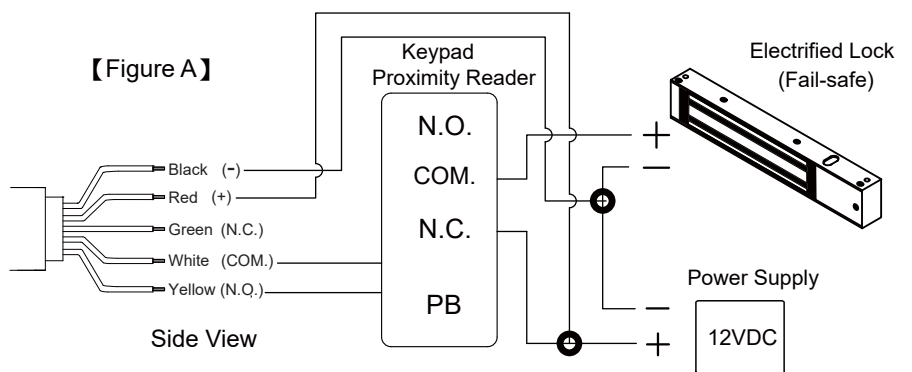 【Figure A】
Keypad
Proximity Reader
Electrified Lock
(Fail-safe)
N.O.
COM.
N.C.
PB
+
−
Black (-)
Red (+)
Green (N.C.)
White (COM.)
Yellow (N.O.)
Side View
Power Supply
−
+
12VDC